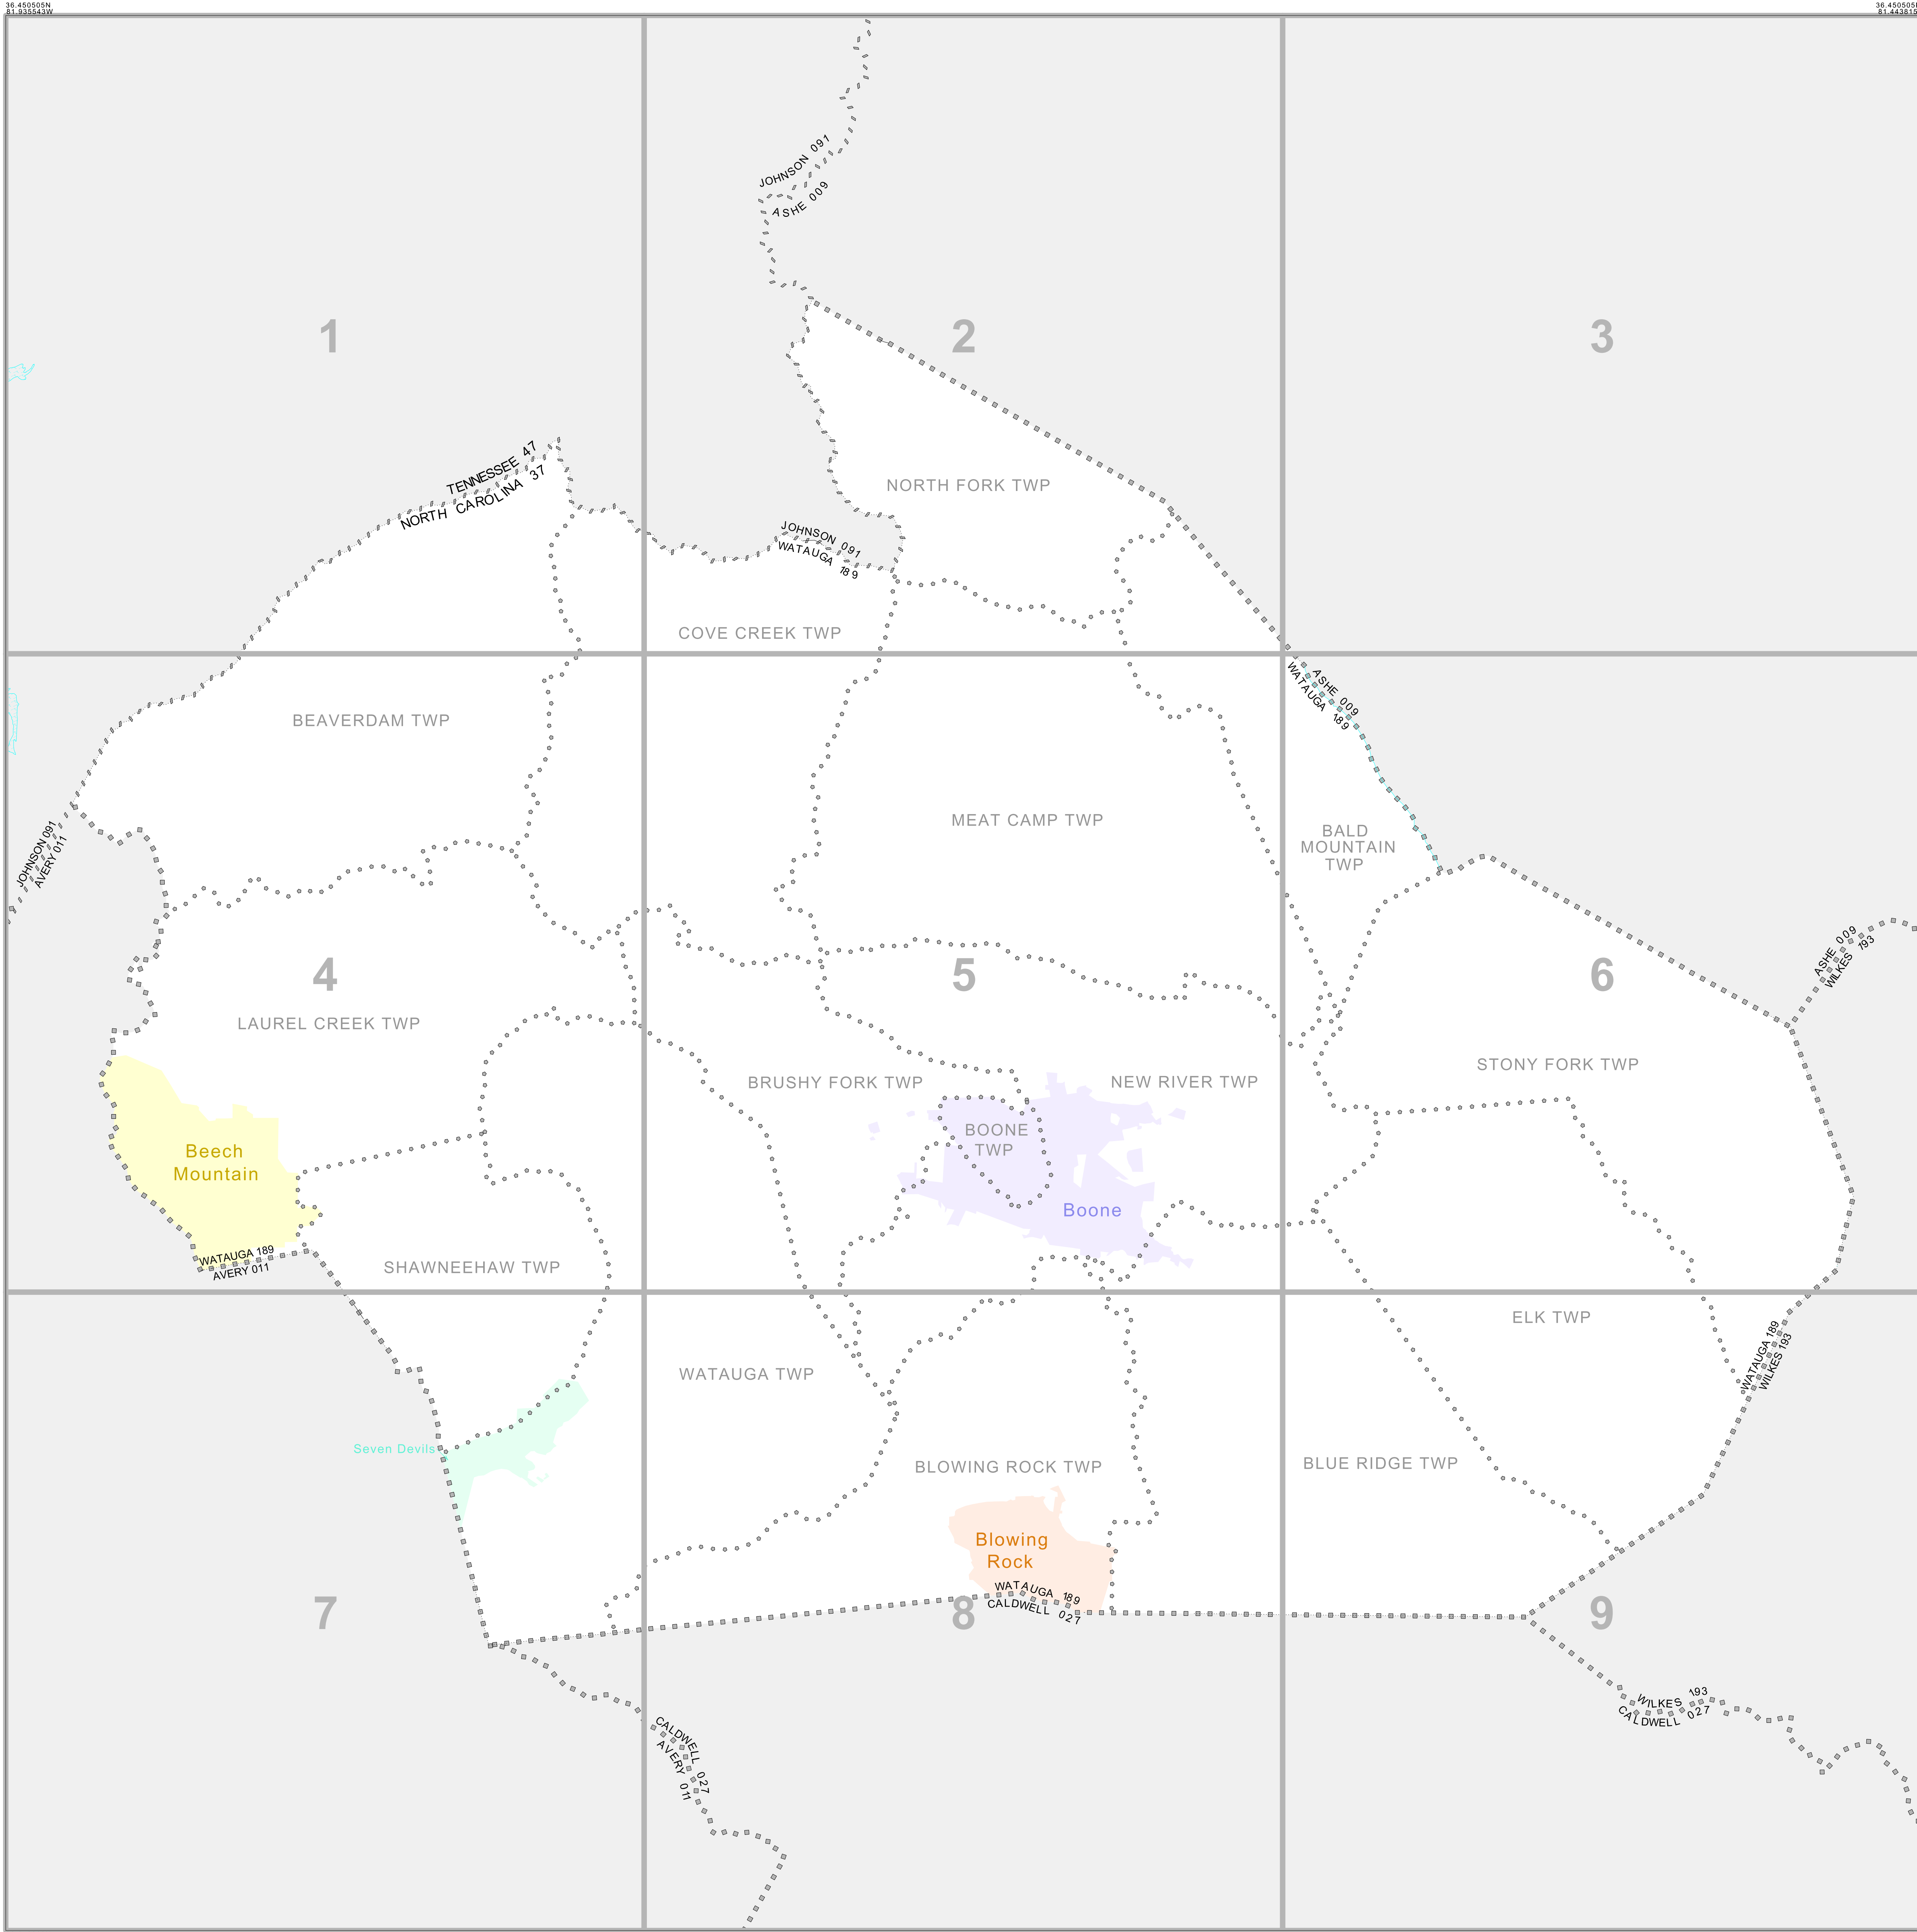 36.450505N
81.935543W
36.450505
81.443815
JOHNSON 091
ASHE 009
1
2
3
TENNESSEE 47
NORTH CAROLINA 37
NORTH FORK TWP
JOHNSON 091
WATAUGA 189
COVE CREEK TWP
ASHE 009
WATAUGA 189
BEAVERDAM TWP
MEAT CAMP TWP
BALD
MOUNTAIN
TWP
JOHNSON 091
AVERY 011
ASHE 009
WILKES 193
4
5
6
LAUREL CREEK TWP
STONY FORK TWP
BRUSHY FORK TWP
NEW RIVER TWP
BOONE
TWP
Beech
Mountain
Boone
WATAUGA 189
AVERY 011
SHAWNEEHAW TWP
ELK TWP
WATAUGA 189
WILKES 193
WATAUGA TWP
Seven Devils
BLOWING ROCK TWP
BLUE RIDGE TWP
Blowing
Rock
WATAUGA 189
CALDWELL 027
7
8
9
WILKES 193
CALDWELL 027
CALDWELL 027
AVERY 011